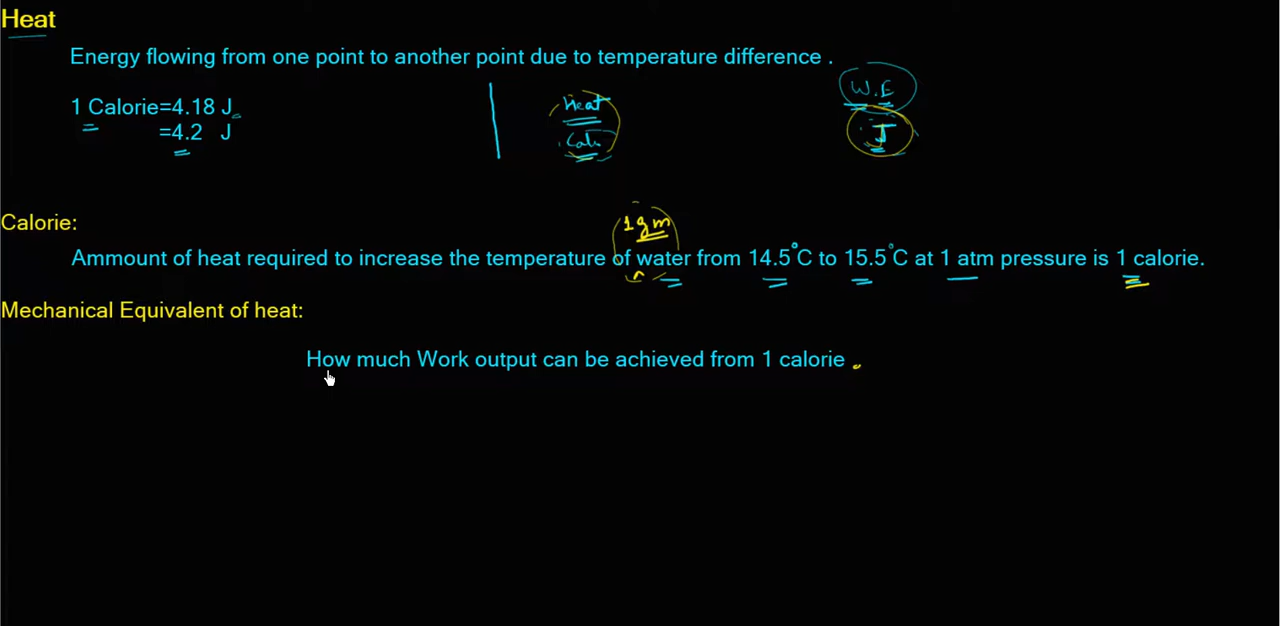 Heat
Energy flowing from one point to another point due to temperature difference .
1 Calorie=4.18 J
=4.2 J
Heat
Calo
W.E
J
Calorie:
1 gm
Ammount of heat required to increase the temperature of water from 14.5°C to 15.5°C at 1 atm pressure is 1 calorie.
Mechanical Equivalent of heat:
How much Work output can be achieved from 1 calorie .